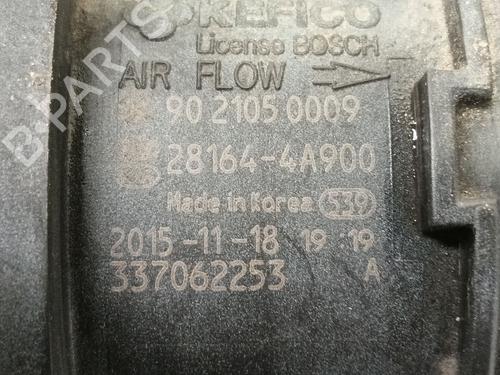 KEFICO
License BOSCH
AIR FLOW
90 2105 0009
28164-4A900
Made in Korea 539
2015-11-18 19 19
337062253 A
B-PARTS